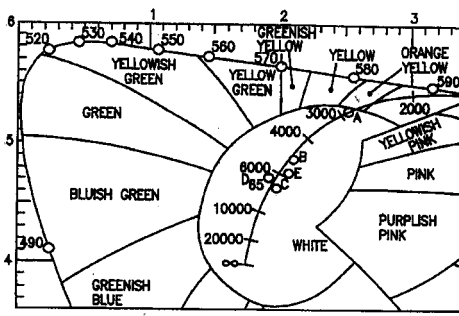 1 2 3
.6 520 530 540 550 560 570 GREENISH YELLOW YELLOW 580 ORANGE YELLOW 590
YELLOWISH GREEN
YELLOW GREEN
GREEN
3000 A 2000
4000
YELLOWISH PINK
.5
B
6000 E
D65 C
PINK
BLUISH GREEN
10000
PURPLISH PINK
490
20000
WHITE
.4
∞
GREENISH BLUE